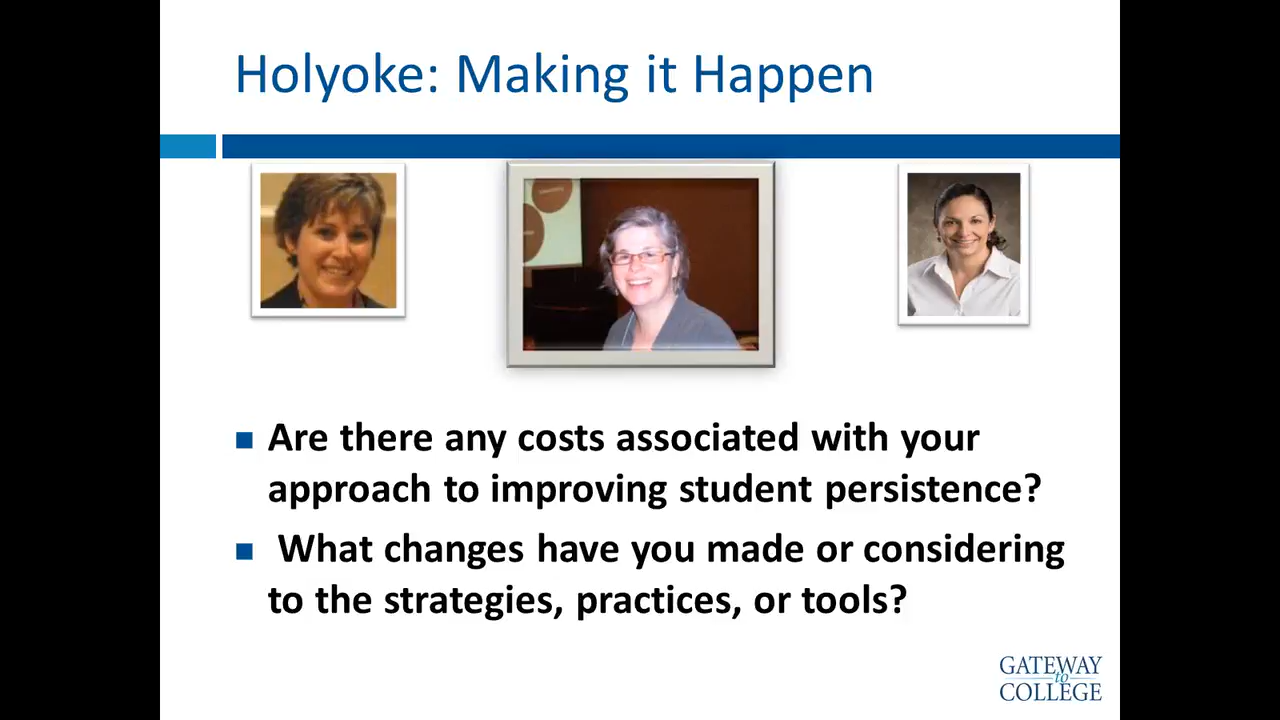 Holyoke: Making it Happen
Are there any costs associated with your
approach to improving student persistence?
What changes have you made or considering
to the strategies, practices, or tools?
GATEWAY
to
COLLEGE